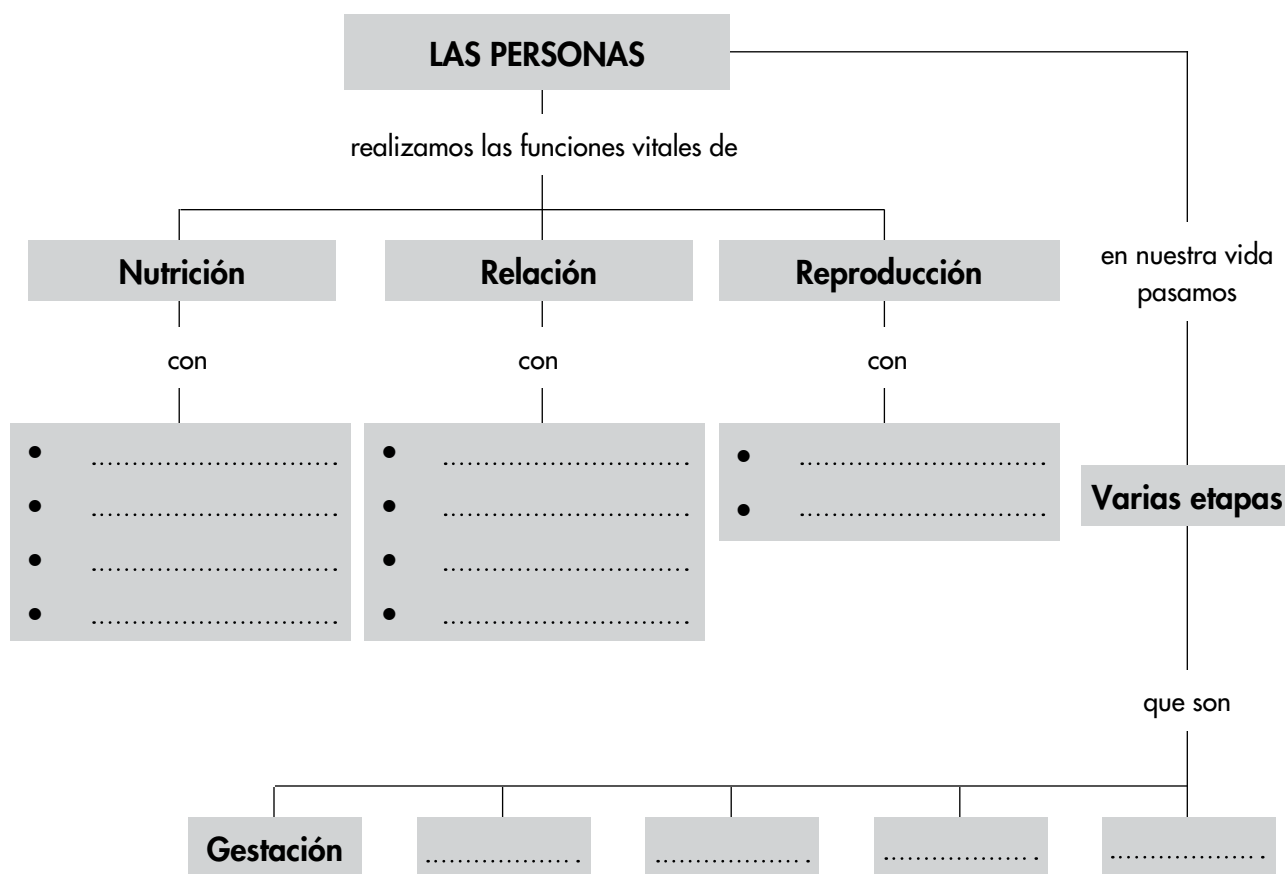 LAS PERSONAS
realizamos las funciones vitales de
Nutrición
Relación
Reproducción
en nuestra vida
pasamos
con
con
con
• ..............................
• ..............................
• ..............................
• ..............................
• ..............................
• ..............................
• ..............................
• ..............................
• ..............................
• ..............................
Varias etapas
que son
Gestación
...................
...................
...................
...................